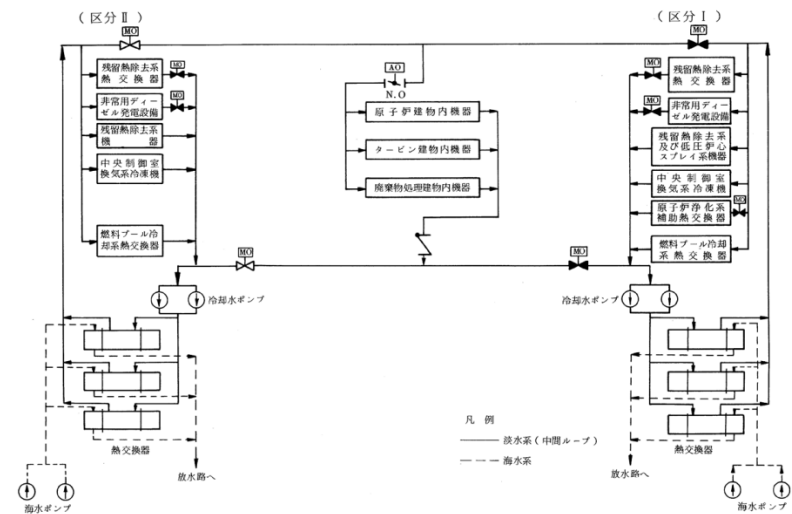 (区分Ⅱ)
(区分Ⅰ)
MO
MO
残留熱除去系
熱交換器
MO
非常用ディー
ゼル発電設備
MO
残留熱除去系
機器
中央制御室
換気系冷凍機
燃料プール冷
却系熱交換器
AO
N.O
原子炉建物内機器
タービン建物内機器
廃棄物処理建物内機器
MO
残留熱除去系
熱交換器
MO
非常用ディー
ゼル発電設備
残留熱除去系
及び低圧炉心
スプレイ系機器
中央制御室
換気系冷凍機
原子炉浄化系
補助熱交換器
MO
燃料プール冷却
系熱交換器
MO
MO
冷却水ポンプ
冷却水ポンプ
熱交換器
放水路へ
海水ポンプ
凡例
淡水系(中間ループ)
海水系
熱交換器
放水路へ
海水ポンプ